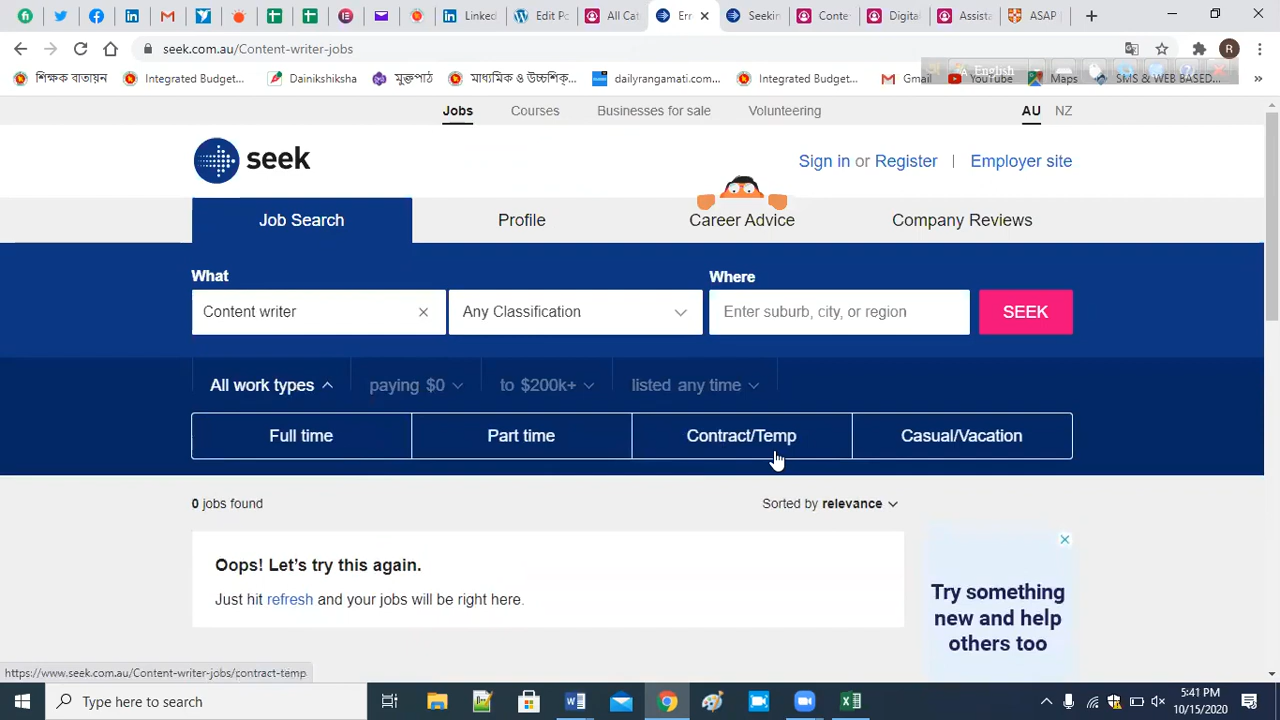 Linked
Edit F
All Cat
Err
Seekin
Conte
Digital
Assista
ASAP
seek.com.au/Content-writer-jobs
R
শিক্ষক বাতায়ন
Integrated Budget...
Dainikshiksha
মুক্তপাঠ
মাধ্যমিক ও উচ্চশিক্...
dailyrangamati.com...
Integrated Budget...
Gmail
YouTube
Maps
SMS & WEB BASED...
English
Jobs
Courses
Businesses for sale
Volunteering
AU
NZ
seek
Sign in or Register
Employer site
Job Search
Profile
Career Advice
Company Reviews
What
Where
Content writer
Any Classification
Enter suburb, city, or region
SEEK
All work types
paying $0
to $200k+
listed any time
Full time
Part time
Contract/Temp
Casual/Vacation
0 jobs found
Sorted by relevance
Oops! Let's try this again.
Just hit refresh and your jobs will be right here.
Try something
new and help
others too
https://www.seek.com.au/Content-writer-jobs/contract-temp
Type here to search
5:41 PM
10/15/2020